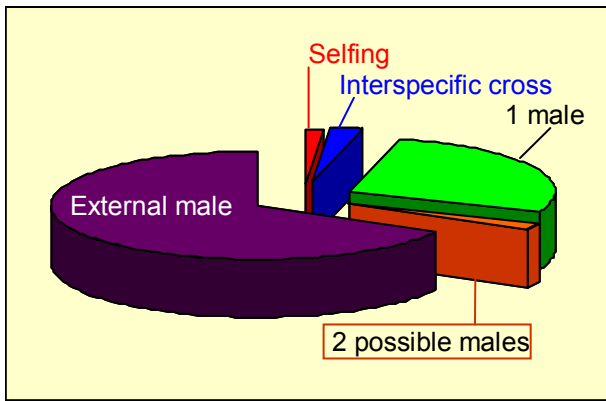 Selfing
Interspecific cross
1 male
External male
2 possible males